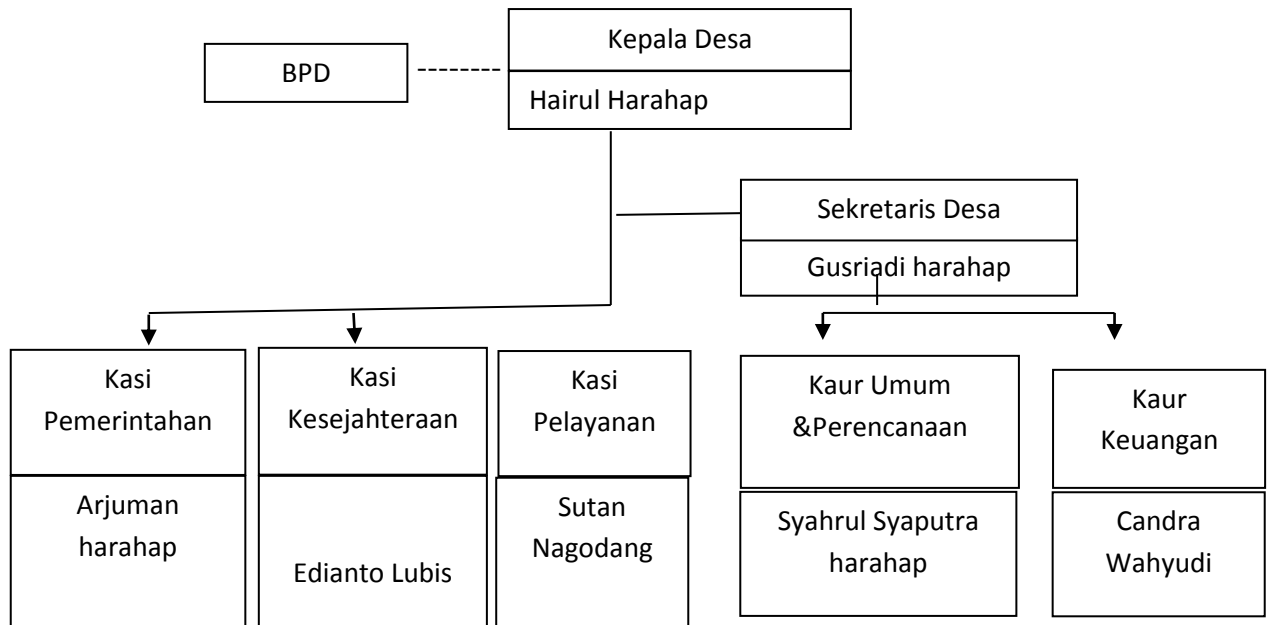 Kepala Desa
BPD
Hairul Harahap
Sekretaris Desa
Gusriadi harahap
Kasi
Pemerintahan
Arjuman
harahap
Kasi
Kesejahteraan
Edianto Lubis
Kasi
Pelayanan
Sutan
Nagodang
Kaur Umum
&Perencanaan
Syahrul Syaputra
harahap
Kaur
Keuangan
Candra
Wahyudi